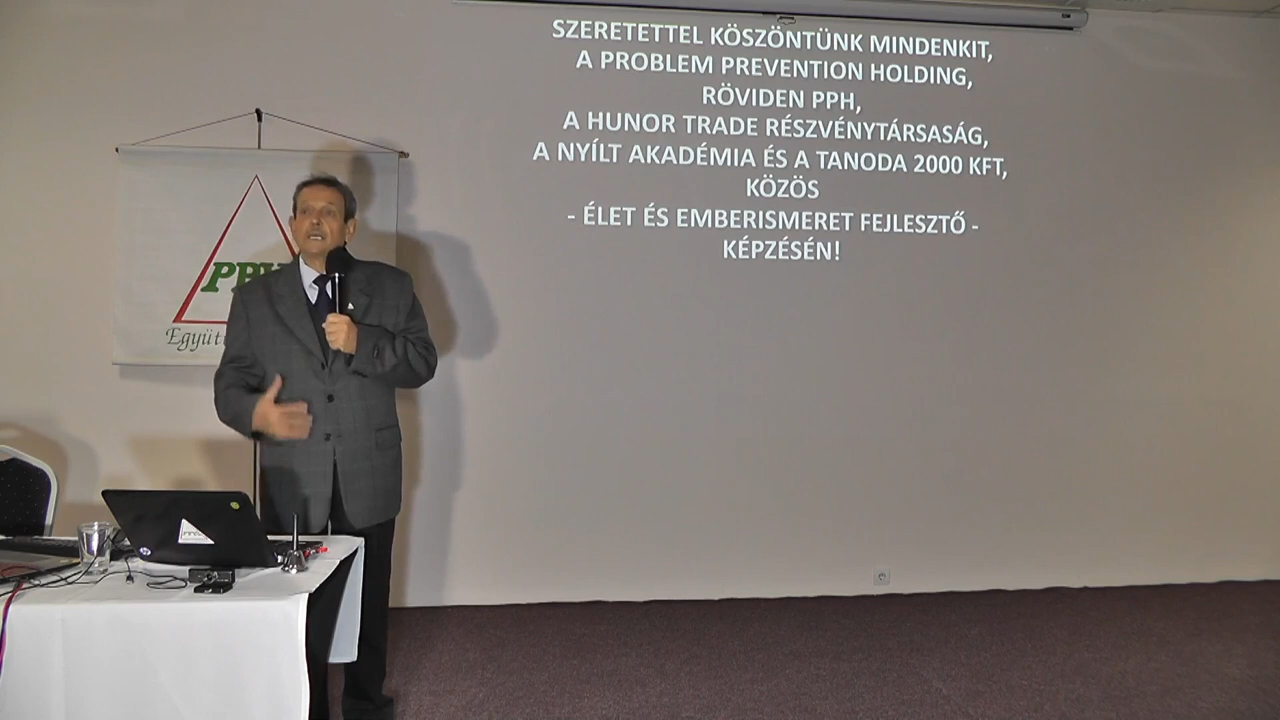 SZERETETTEL KÖSZÖNTÜNK MINDENKIT,
A PROBLEM PREVENTION HOLDING,
RÖVIDEN PPH,
A HUNOR TRADE RÉSZVÉNYTÁRSASÁG,
A NYÍLT AKADÉMIA ÉS A TANODA 2000 KFT,
KÖZÖS
- ÉLET ÉS EMBERISMERET FEJLESZTŐ -
KÉPZÉSÉN!